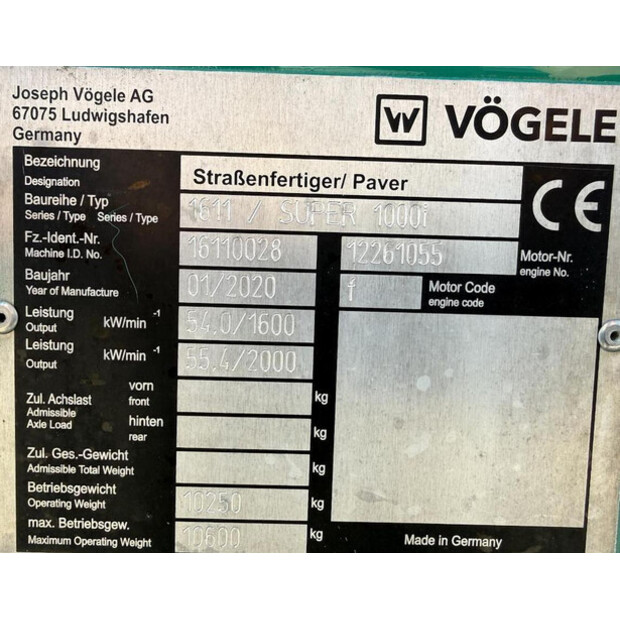 Joseph Vögele AG
67075 Ludwigshafen
Germany
VÖGELE
Bezeichnung
Designation
Straßenfertiger/ Paver
Baureihe / Typ
Series / Type Series / Type
1611 / SUPER 1000i
CE
Fz.-Ident.-Nr.
Machine I.D. No.
16110028
12261055
Motor-Nr.
engine No.
Baujahr
Year of Manufacture
01/2020
f
Motor Code
engine code
Leistung
Output
kW/min -1
54.0/1600
Leistung
Output
kW/min -1
55.4/2000
Zul. Achslast
Admissible
Axle Load
vorn
front
kg
hinten
rear
kg
Zul. Ges.-Gewicht
Admissible Total Weight
kg
Betriebsgewicht
Operating Weight
10250
kg
max. Betriebsgew.
Maximum Operating Weight
10600
kg
Made in Germany